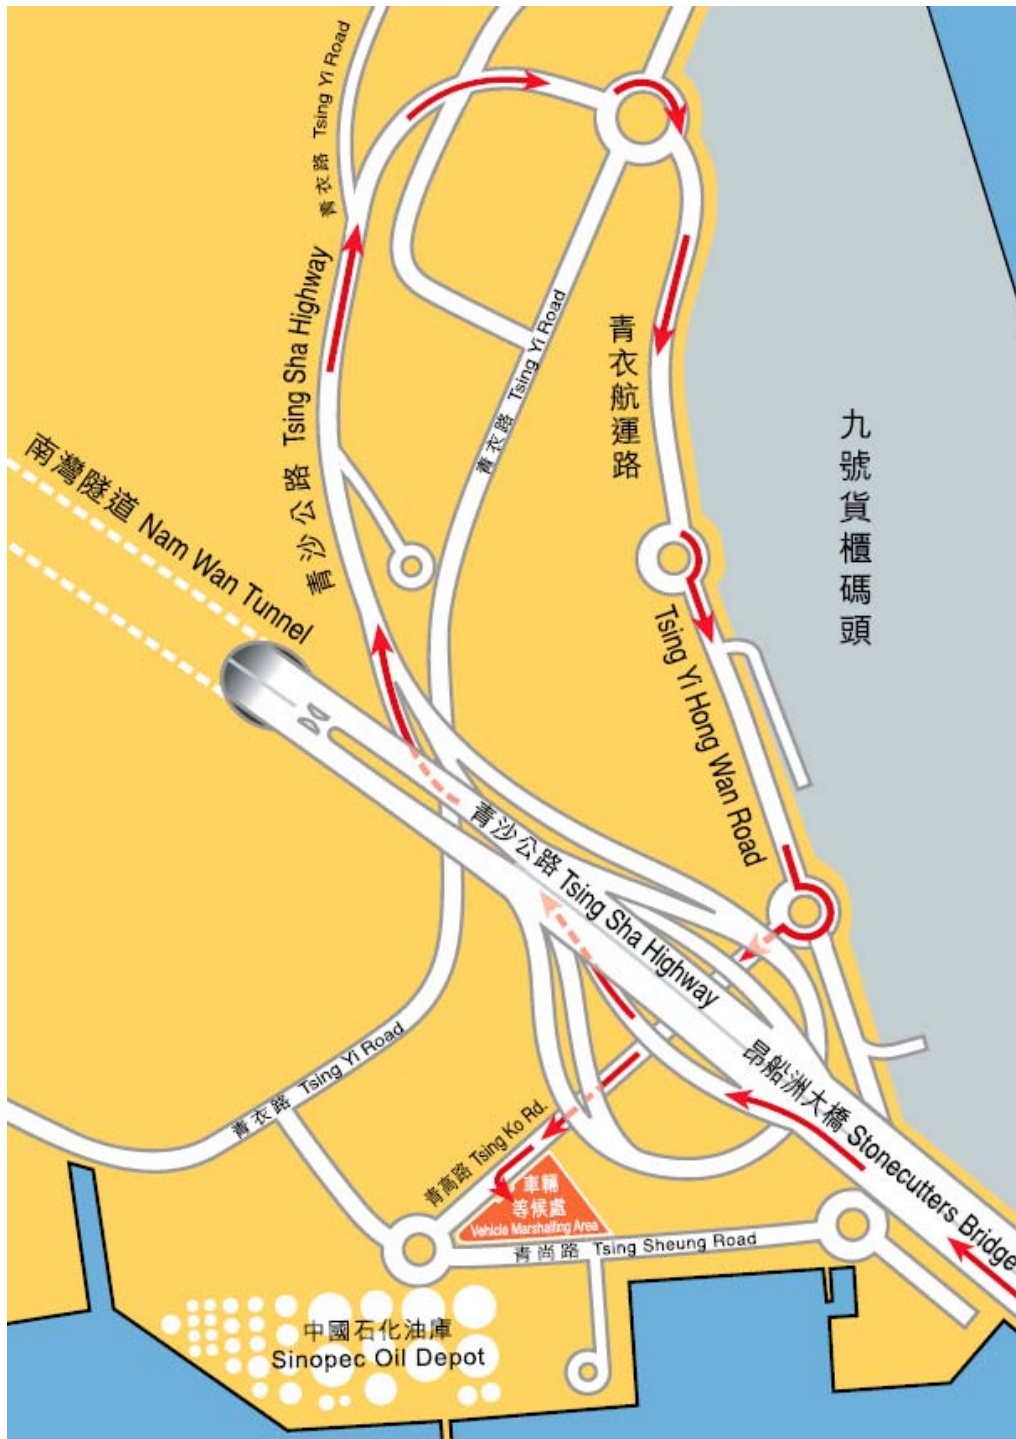 青衣路 Tsing Yi Road
青沙公路 Tsing Sha Highway
青衣路 Tsing Yi Road
青衣航運路
九號貨櫃碼頭
南灣隧道 Nam Wan Tunnel
Tsing Yi Hong Wan Road
青沙公路 Tsing Sha Highway
昂船洲大橋 Stonecutters Bridge
青衣路 Tsing Yi Road
青高路 Tsing Ko Rd.
車輛
等候處
Vehicle Marshalling Area
青尚路 Tsing Sheung Road
中國石化油庫
Sinopec Oil Depot